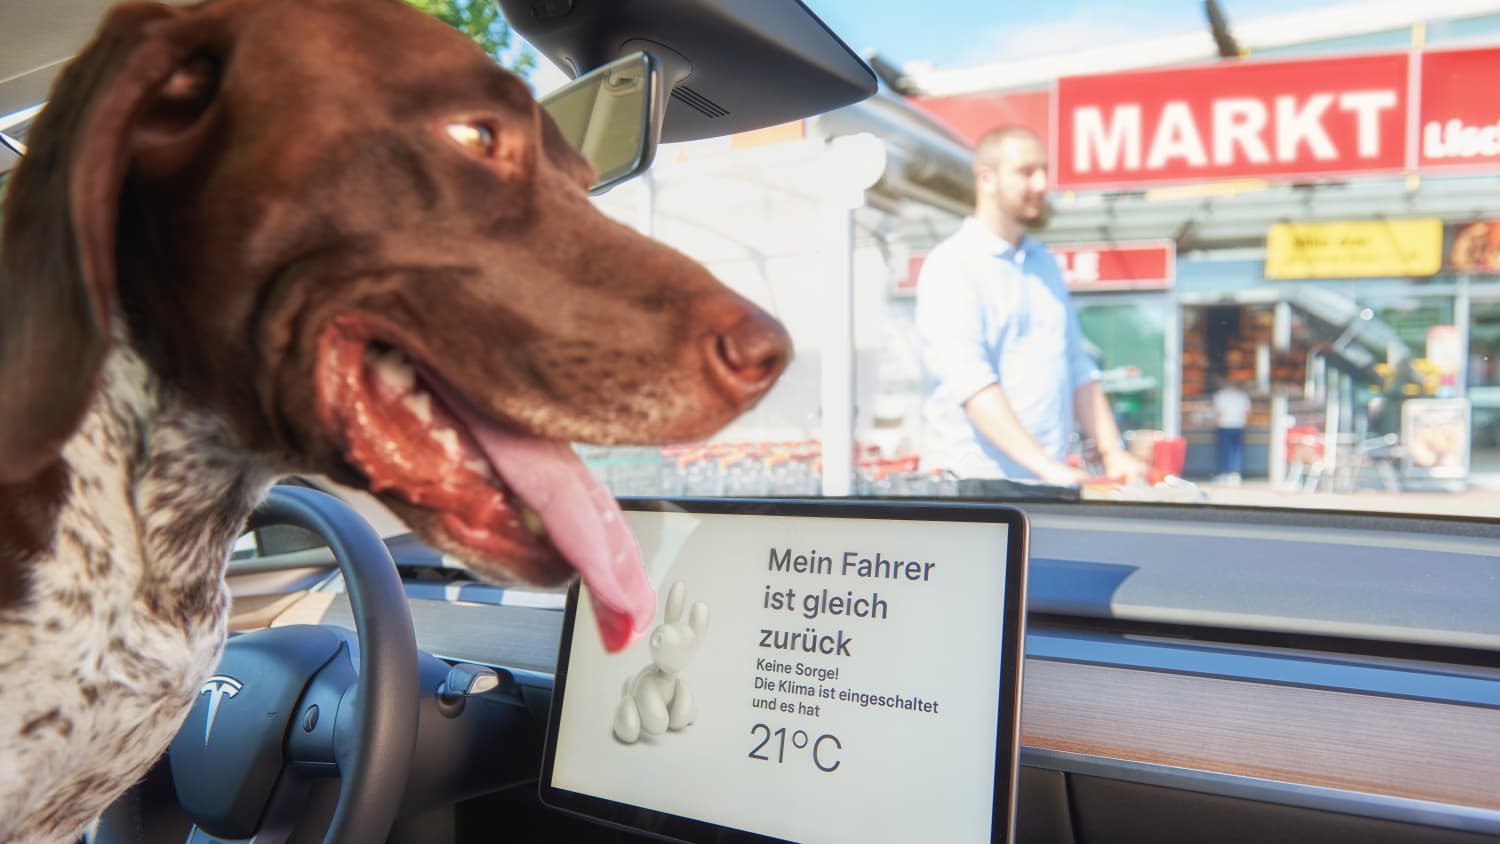 MARKT
Mein Fahrer
ist gleich
zurück
Keine Sorge!
Die Klima ist eingeschaltet
und es hat
21°C